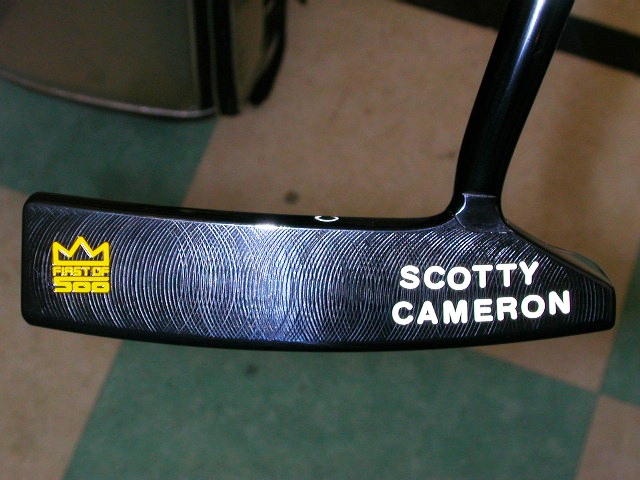 FIRST OF
500
SCOTTY
CAMERON